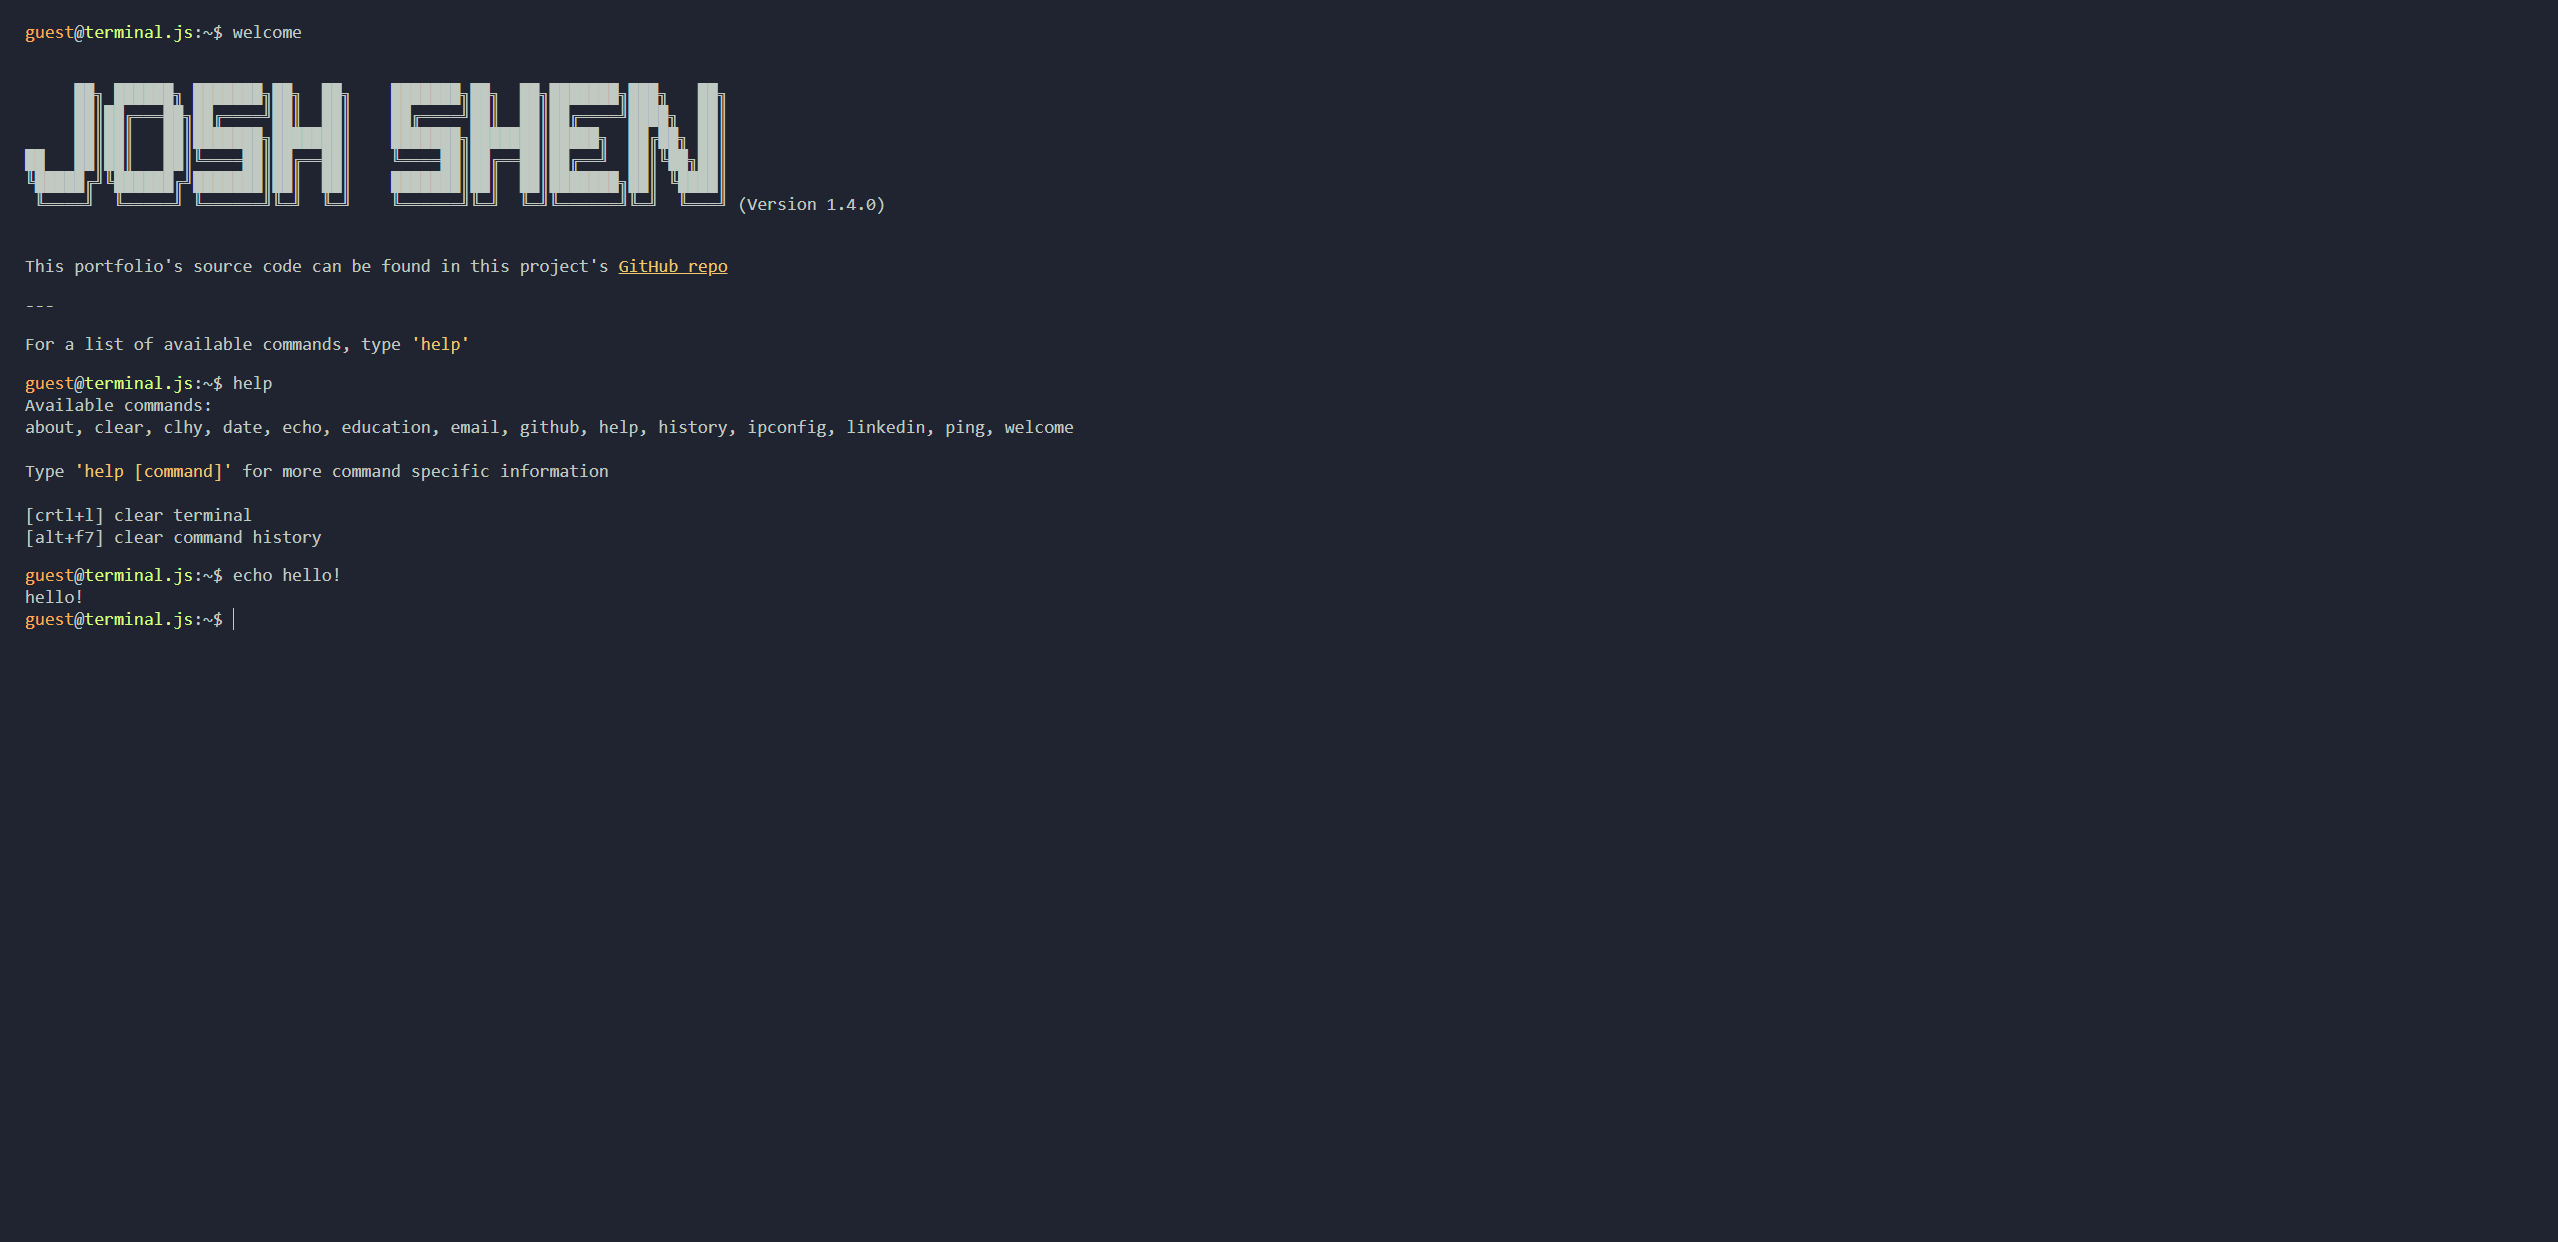 guest@terminal.js:~$ welcome
JOSH SHEN
(Version 1.4.0)
This portfolio's source code can be found in this project's GitHub repo
---
For a list of available commands, type 'help'
guest@terminal.js:~$ help
Available commands:
about, clear, clhy, date, echo, education, email, github, help, history, ipconfig, linkedin, ping, welcome
Type 'help [command]' for more command specific information
[crtl+l] clear terminal
[alt+f7] clear command history
guest@terminal.js:~$ echo hello!
hello!
guest@terminal.js:~$